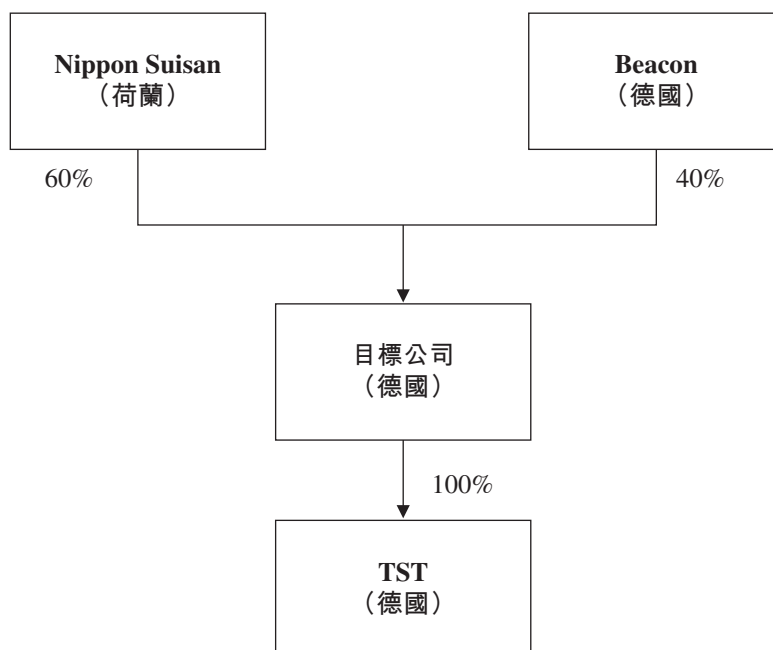 Nippon Suisan
（荷蘭）
Beacon
（德國）
60%
40%
目標公司
（德國）
100%
TST
（德國）